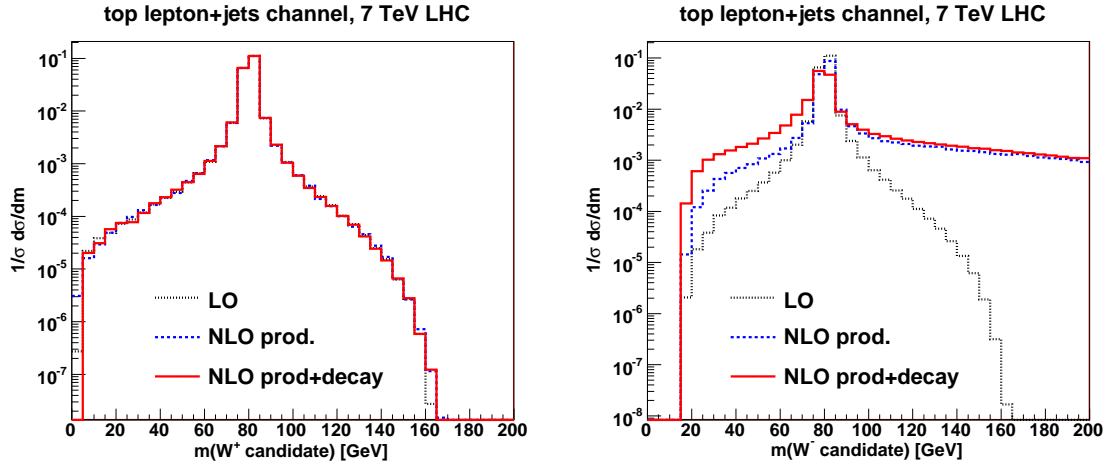 top lepton+jets channel, 7 TeV LHC
1/σ dσ/dm
10⁻¹
10⁻²
10⁻³
10⁻⁴
10⁻⁵
10⁻⁶
10⁻⁷
LO
NLO prod.
NLO prod+decay
0 20 40 60 80 100 120 140 160 180 200
m(W⁺ candidate) [GeV]
top lepton+jets channel, 7 TeV LHC
1/σ dσ/dm
10⁻¹
10⁻²
10⁻³
10⁻⁴
10⁻⁵
10⁻⁶
10⁻⁷
10⁻⁸
LO
NLO prod.
NLO prod+decay
0 20 40 60 80 100 120 140 160 180 200
m(W⁻ candidate) [GeV]